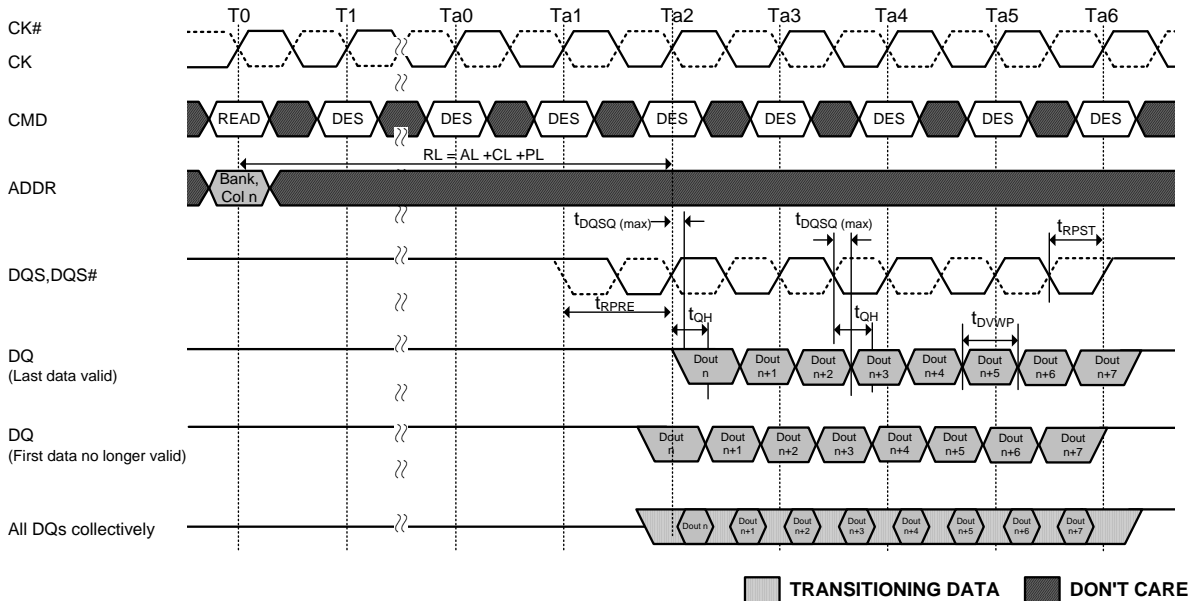 T0 T1 Ta0 Ta1 Ta2 Ta3 Ta4 Ta5 Ta6
CK#
CK
CMD
READ DES DES DES DES DES DES DES DES
RL = AL +CL +PL
ADDR
Bank,
Col n
tDQSQ (max) tDQSQ (max) tRPST
DQS,DQS#
tRPRE tQH tQH tDVWP
DQ
(Last data valid)
Dout n Dout n+1 Dout n+2 Dout n+3 Dout n+4 Dout n+5 Dout n+6 Dout n+7
DQ
(First data no longer valid)
Dout n Dout n+1 Dout n+2 Dout n+3 Dout n+4 Dout n+5 Dout n+6 Dout n+7
All DQs collectively
Dout n Dout n+1 Dout n+2 Dout n+3 Dout n+4 Dout n+5 Dout n+6 Dout n+7
TRANSITIONING DATA DON'T CARE